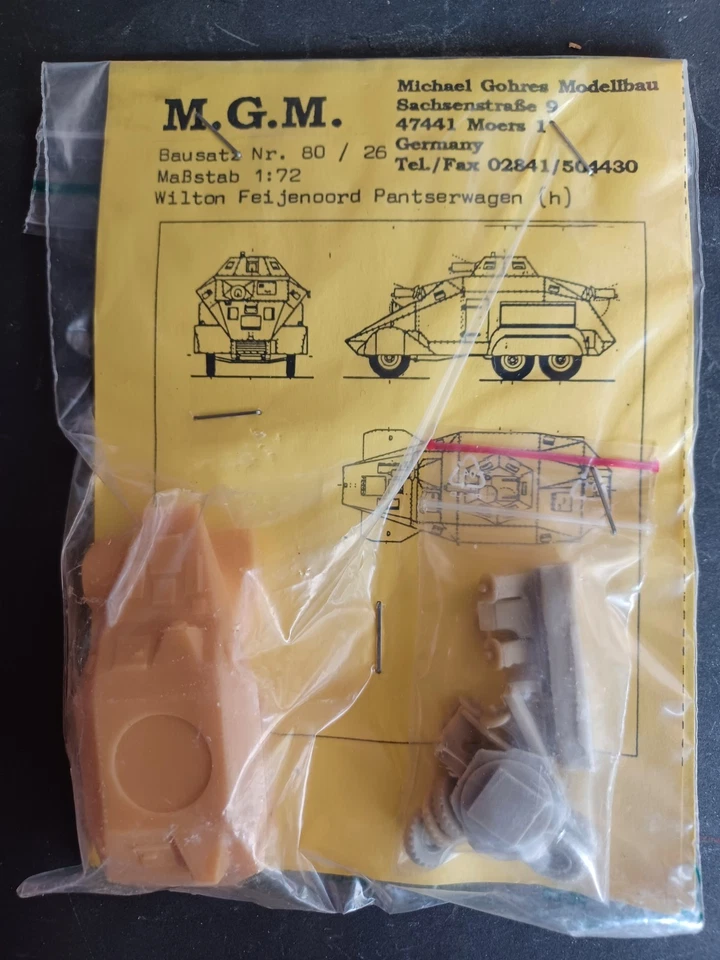 M.G.M.
Bausatz Nr. 80 / 26
Maßstab 1:72
Wilton Feijenoord Pantserwagen (h)
Michael Gohres Modellbau
Sachsenstraße 9
47441 Moers 1
Germany
Tel./Fax 02841/504430